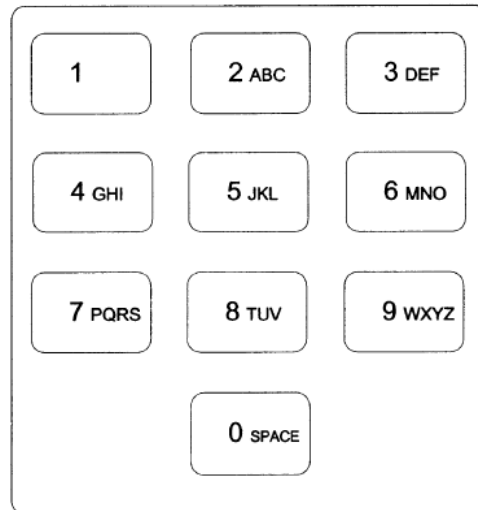 1 2 ABC 3 DEF
4 GHI 5 JKL 6 MNO
7 PQRS 8 TUV 9 WXYZ
0 SPACE